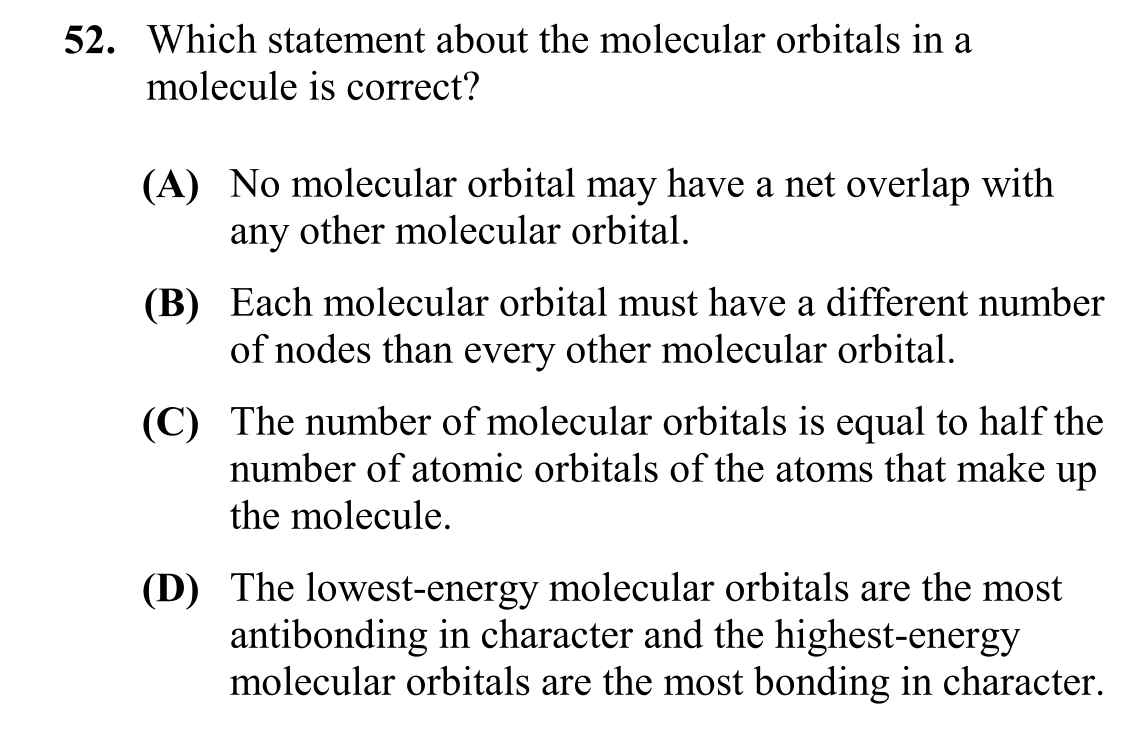 52. Which statement about the molecular orbitals in a
molecule is correct?
(A) No molecular orbital may have a net overlap with
any other molecular orbital.
(B) Each molecular orbital must have a different number
of nodes than every other molecular orbital.
(C) The number of molecular orbitals is equal to half the
number of atomic orbitals of the atoms that make up
the molecule.
(D) The lowest-energy molecular orbitals are the most
antibonding in character and the highest-energy
molecular orbitals are the most bonding in character.